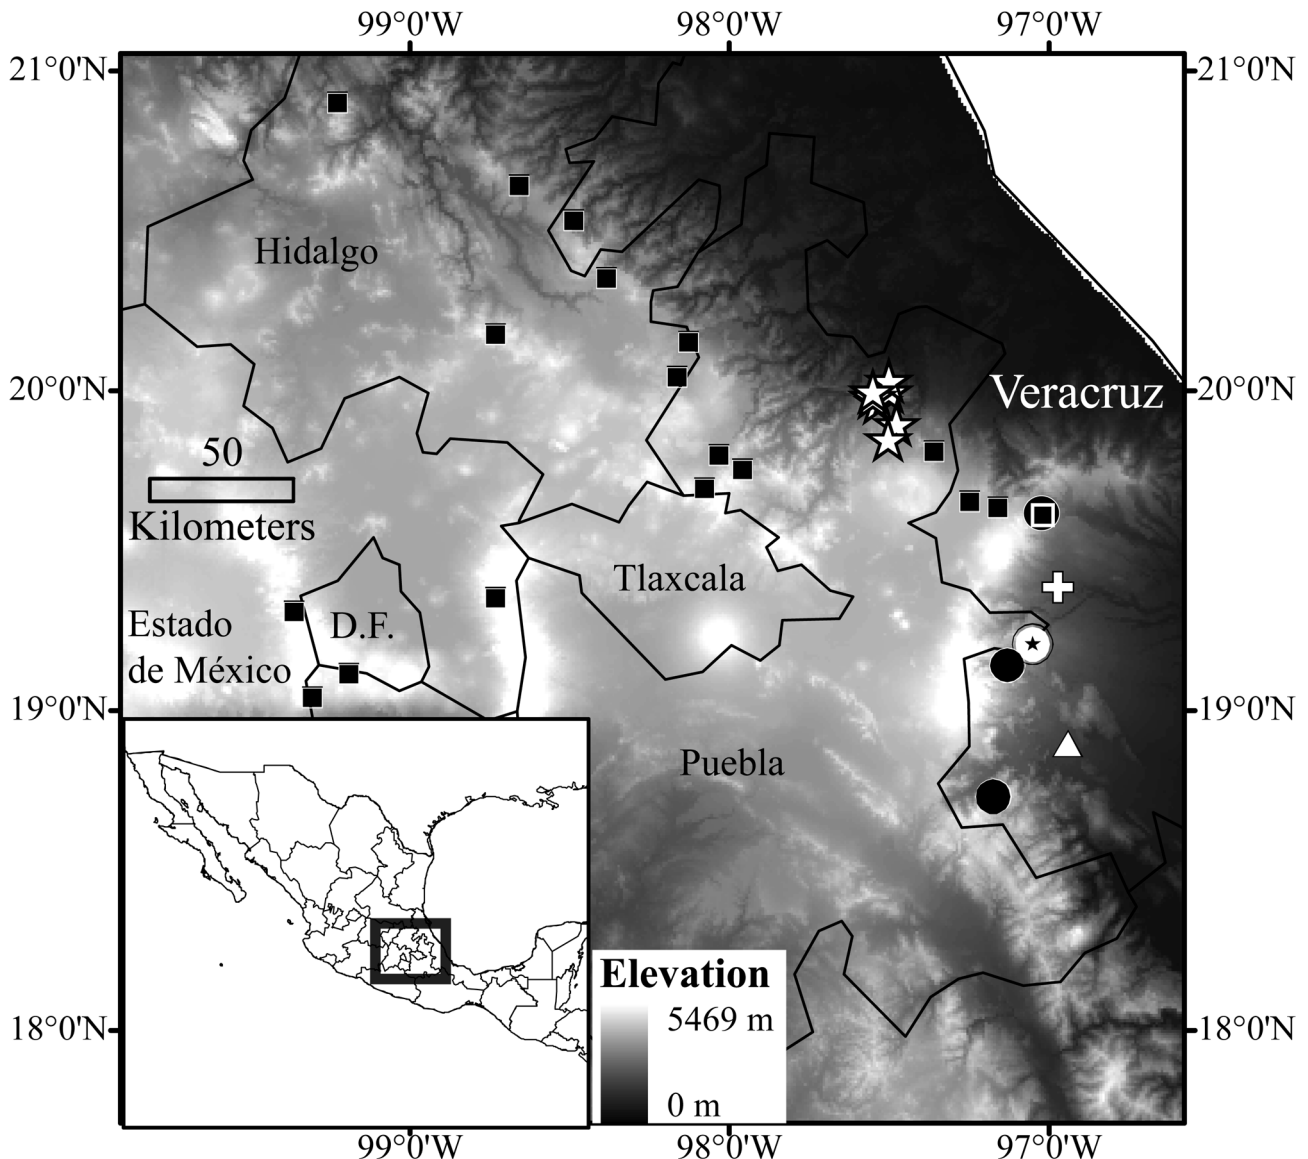 99°0'W 98°0'W 97°0'W
21°0'N 21°0'N
Hidalgo
20°0'N 20°0'N
Veracruz
50
Kilometers
Tlaxcala
Estado
de México
D.F.
19°0'N 19°0'N
Puebla
Elevation
5469 m
0 m
18°0'N 18°0'N
99°0'W 98°0'W 97°0'W